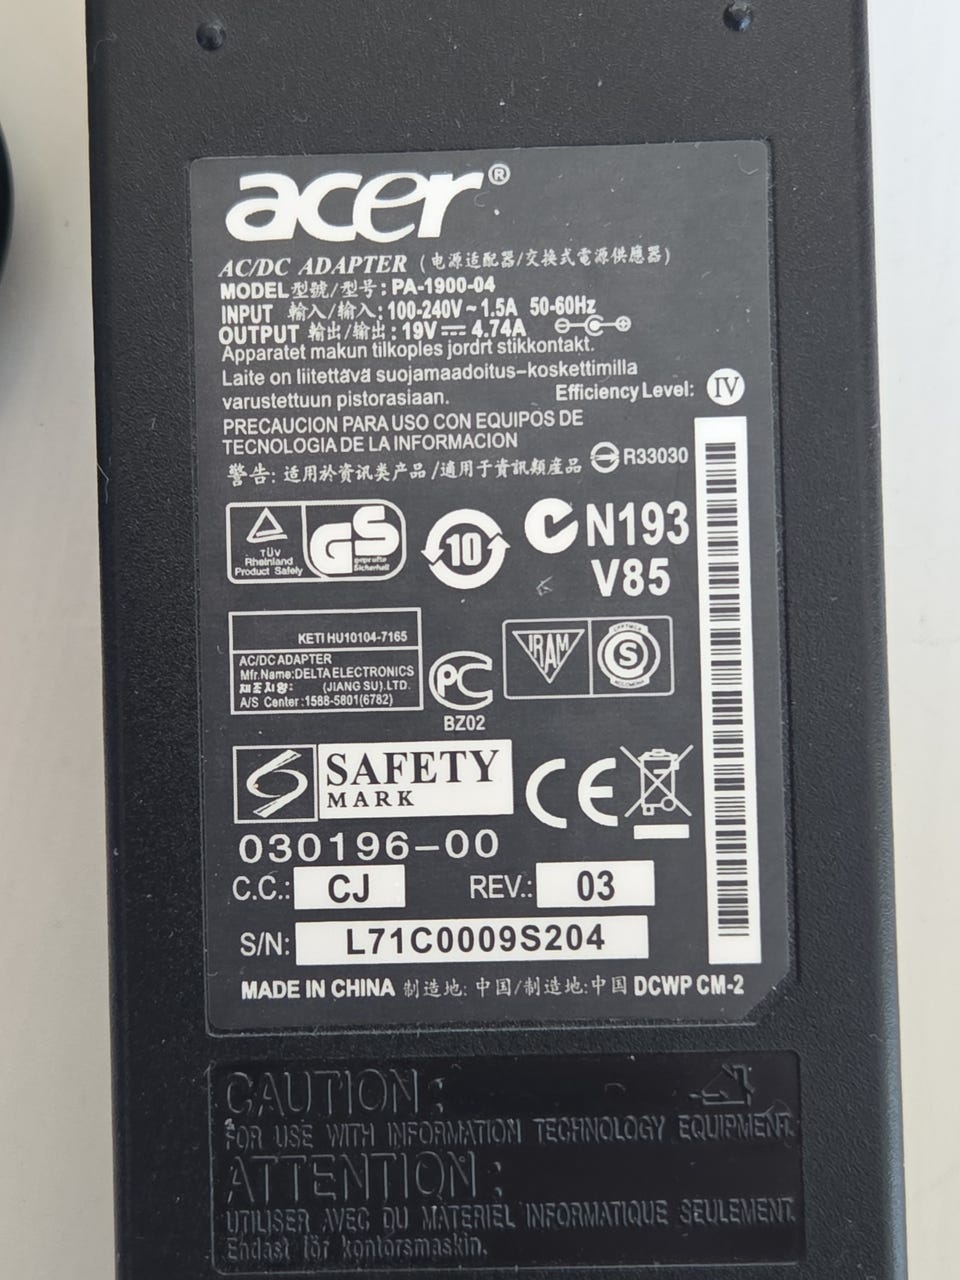 acer®
AC/DC ADAPTER (电源适配器/交換式電源供應器)
MODEL型號/型号: PA-1900-04
INPUT 輸入/输入: 100-240V~1.5A 50-60Hz
OUTPUT 輸出/输出: 19V⎓4.74A
Apparatet makun tilkoples jordrt stikkontakt.
Laite on liitettävä suojamaadoitus-koskettimilla
varustettuun pistorasiaan.
Efficiency Level: IV
PRECAUCION PARA USO CON EQUIPOS DE
TECNOLOGIA DE LA INFORMACION
警告: 适用於資訊类产品/適用于資訊類産品
R33030
TÜV
Rheinland
Product Safety
GS
geprüfte
Sicherheit
10
N193
V85
KETI HU10104-7165
AC/DC ADAPTER
Mfr.Name:DELTA ELECTRONICS
(JIANG SU).LTD.
A/S Center:1588-5801(6782)
PC
BZ02
IRAM
S
SAFETY
MARK
CE
030196-00
C.C.: CJ REV.: 03
S/N: L71C0009S204
MADE IN CHINA 制造地: 中国/制造地:中国 DCWP CM-2
CAUTION:
FOR USE WITH INFORMATION TECHNOLOGY EQUIPMENT.
ATTENTION:
UTILISER AVEC DU MATERIEL INFORMATIQUE SEULEMENT.
Endast för kontorsmaskin.